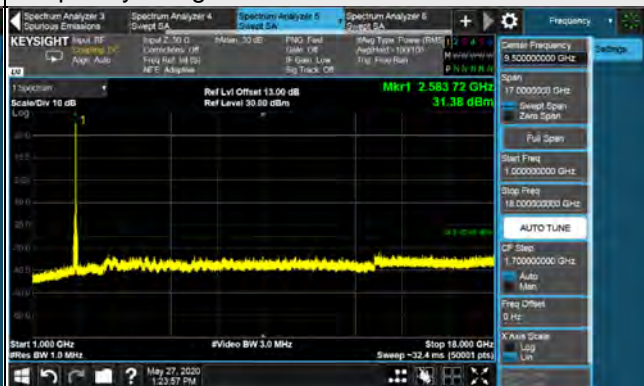 Spectrum Analyzer 3
Spurious Emissions
Spectrum Analyzer 4
Swept SA
Spectrum Analyzer 5
Swept SA
Spectrum Analyzer 6
Swept SA
+
Frequency
KEYSIGHT
Input: RF
Coupling: DC
Align: Auto
Input Z: 50 Ω
Corrections: Off
Freq Ref: Int (S)
NFE: Adaptive
#Atten: 30 dB
PNO: Fast
Gate: Off
IF Gain: Low
Sig Track: Off
#Avg Type: Power (RMS)
Avg|Hold:>100/100
Trig: Free Run
1 Spectrum
Scale/Div 10 dB
Ref Lvl Offset 13.00 dB
Ref Level 30.00 dBm
Mkr1 2.583 72 GHz
31.38 dBm
Log
1
Start 1.000 GHz
#Res BW 1.0 MHz
#Video BW 3.0 MHz
Stop 18.000 GHz
Sweep ~32.4 ms (50001 pts)
Center Frequency
9.500000000 GHz
Settings
Span
17.0000000 GHz
Swept Span
Zero Span
Full Span
Start Freq
1.000000000 GHz
Stop Freq
18.000000000 GHz
AUTO TUNE
CF Step
1.700000000 GHz
Auto
Man
Freq Offset
0 Hz
X Axis Scale
Log
Lin
?
May 27, 2020
1:23:57 PM